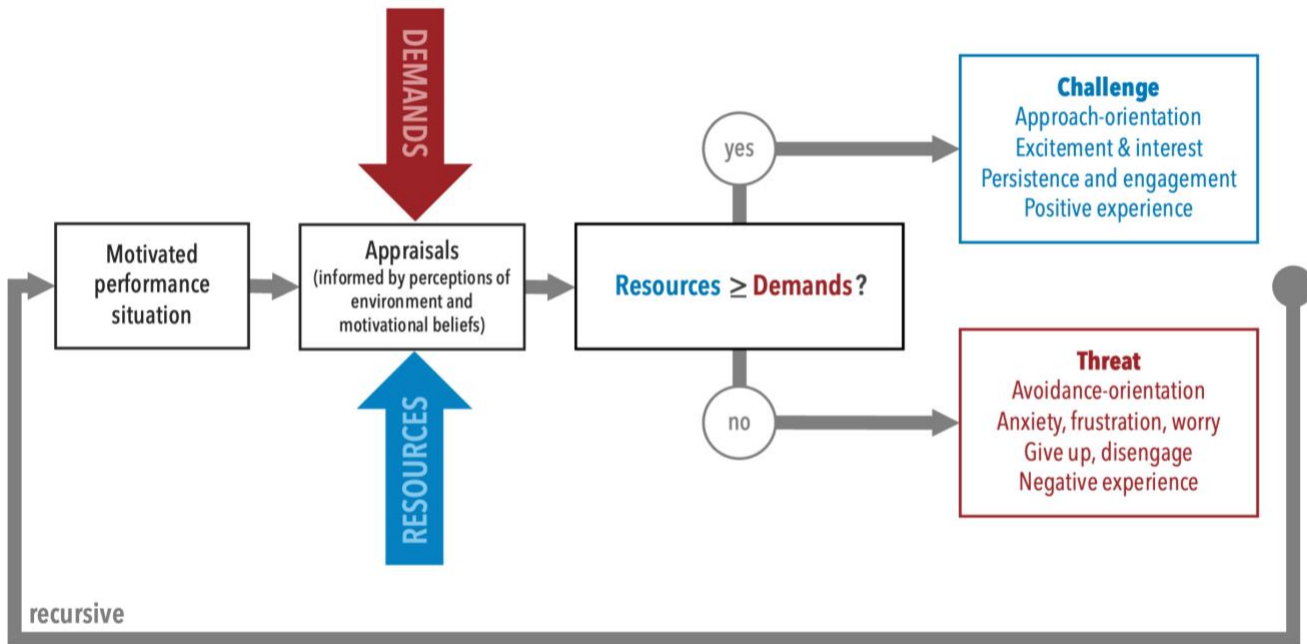 DEMANDS
Motivated
performance
situation
Appraisals
(informed by perceptions of
environment and
motivational beliefs)
RESOURCES
Resources ≥ Demands?
yes
no
Challenge
Approach-orientation
Excitement & interest
Persistence and engagement
Positive experience
Threat
Avoidance-orientation
Anxiety, frustration, worry
Give up, disengage
Negative experience
recursive